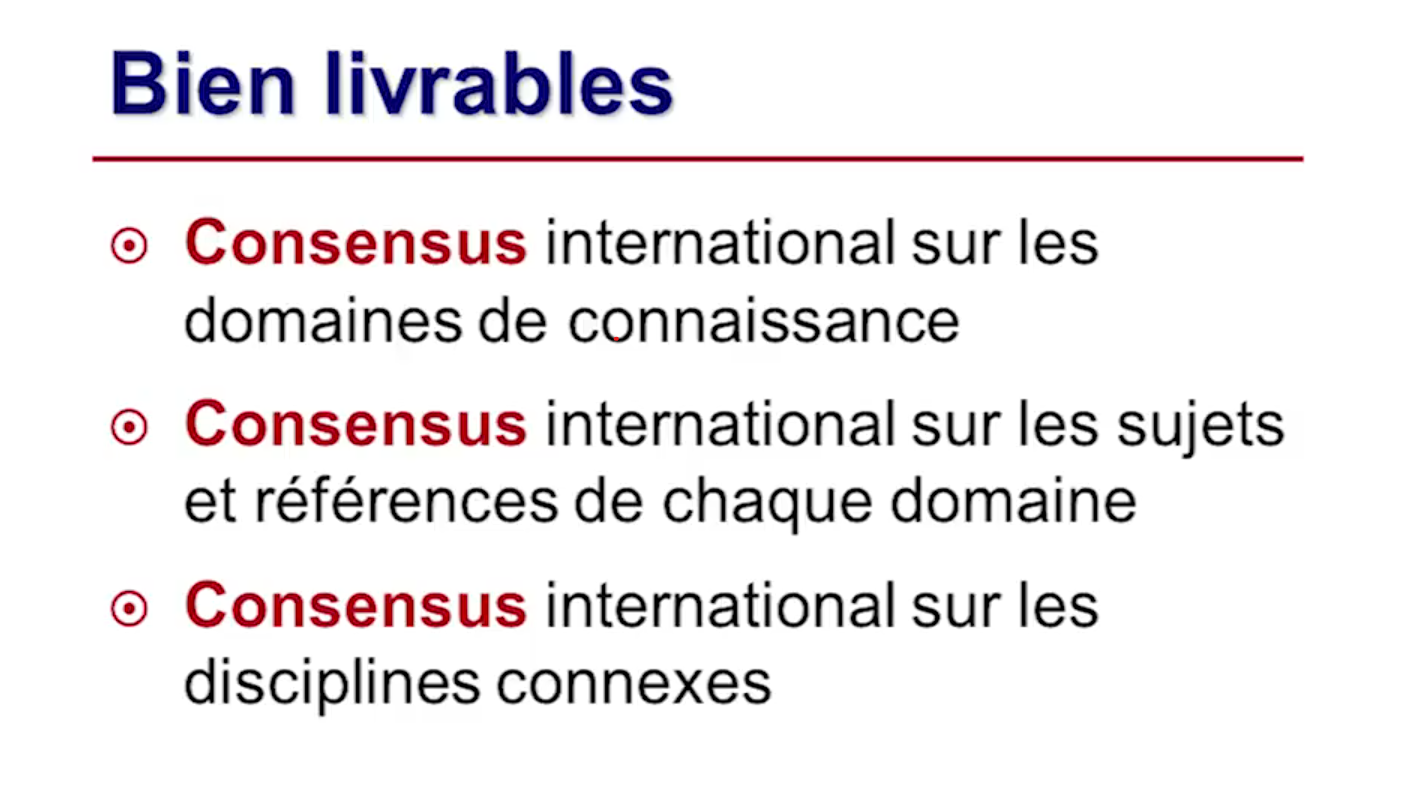 Bien livrables
Consensus international sur les
domaines de connaissance
Consensus international sur les sujets
et références de chaque domaine
Consensus international sur les
disciplines connexes